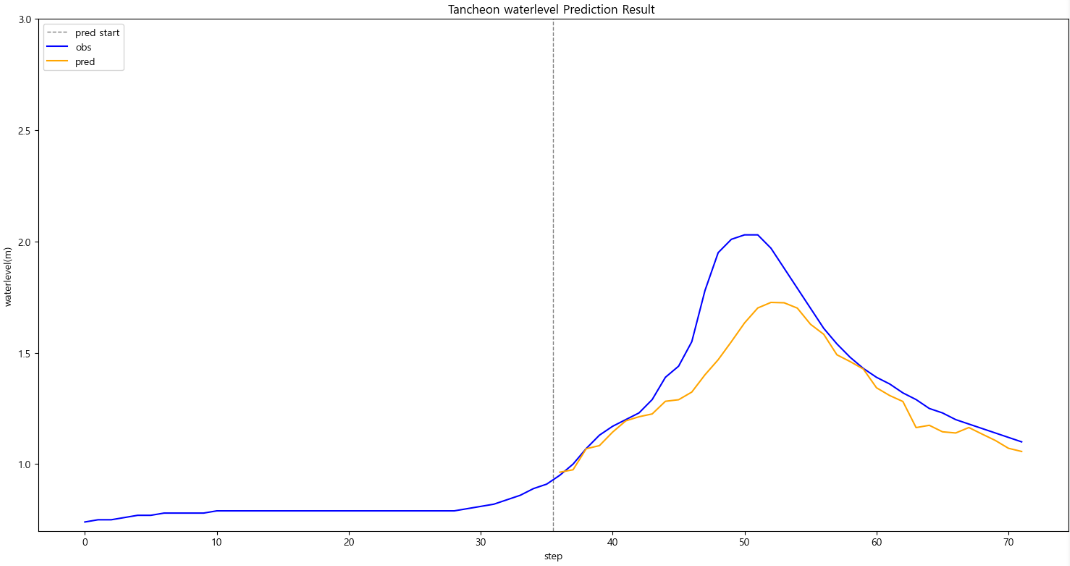 Tancheon waterlevel Prediction Result
pred start
obs
pred
3.0
2.5
2.0
1.5
1.0
waterlevel(m)
0 10 20 30 40 50 60 70
step